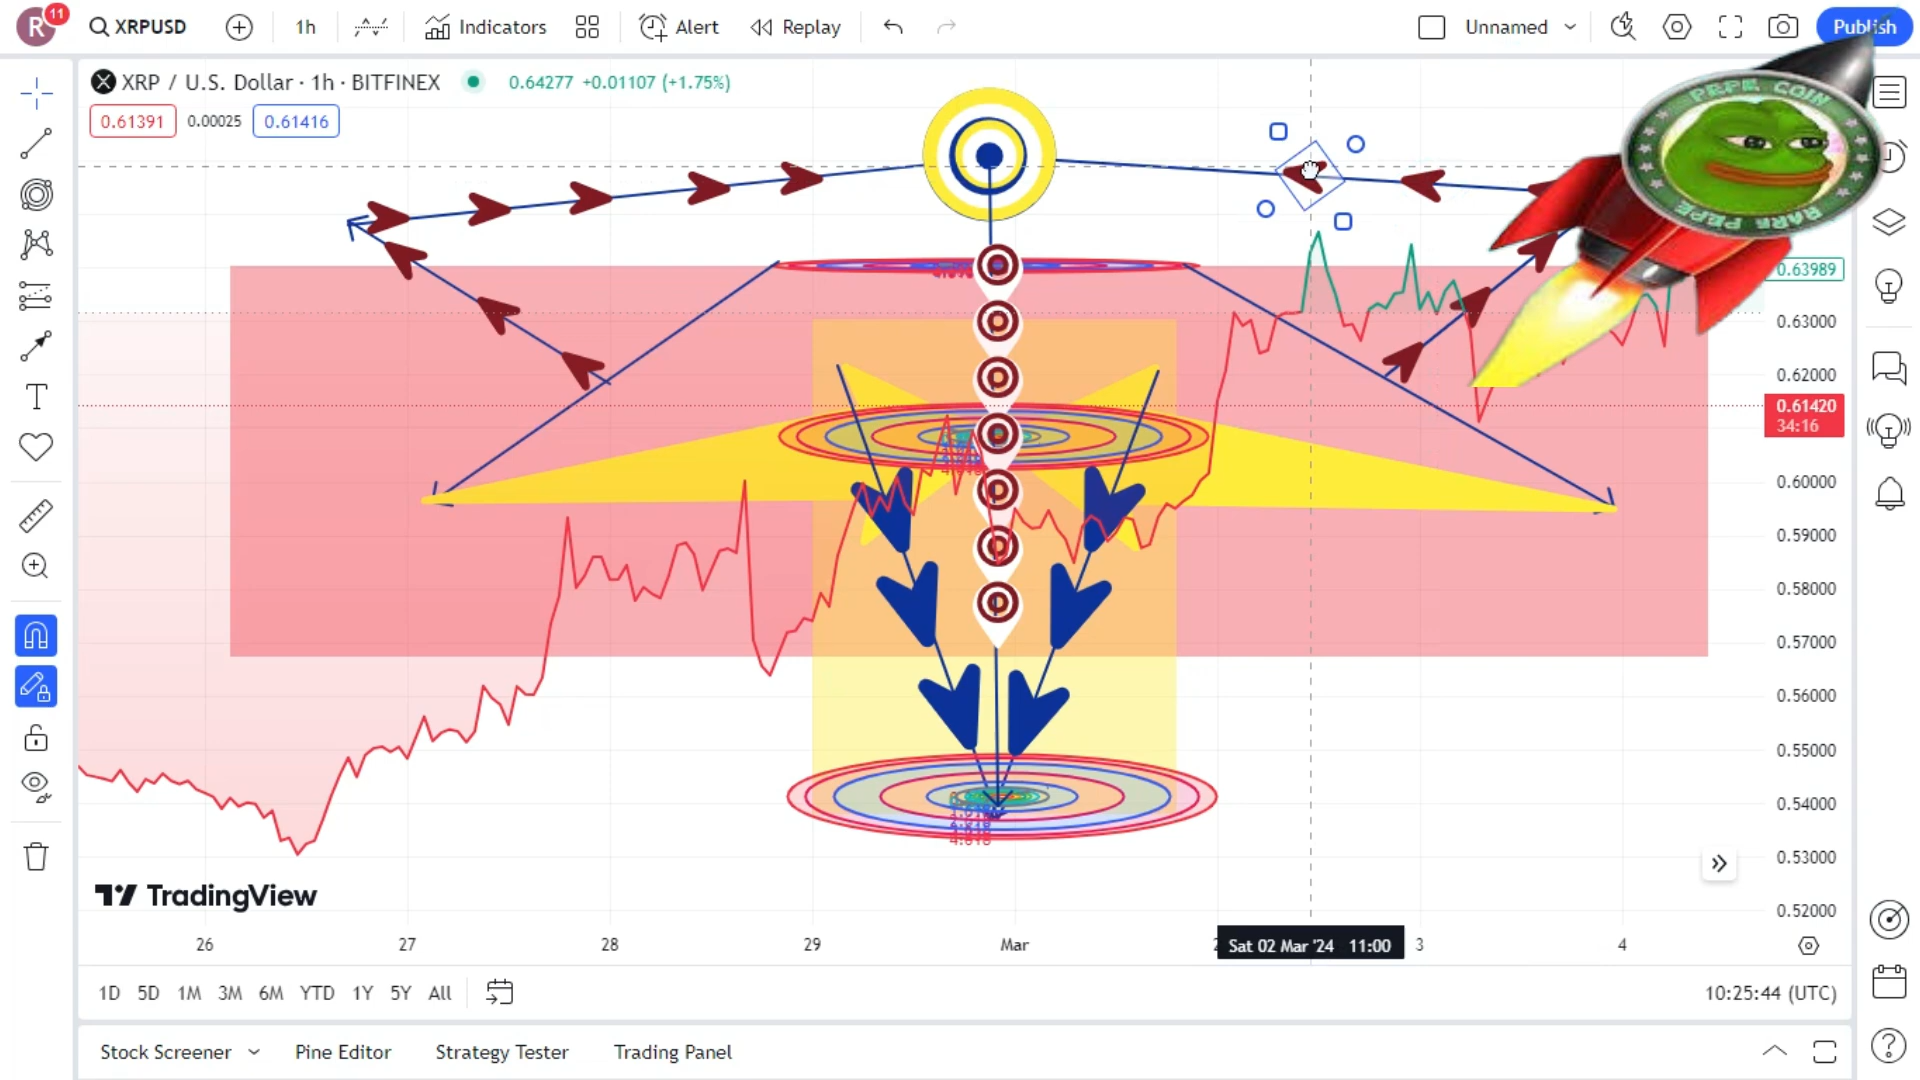 R 11 XRPUSD 1h Indicators Alert Replay Unnamed Publish
XRP / U.S. Dollar · 1h · BITFINEX 0.64277 +0.01107 (+1.75%)
0.61391 0.00025 0.61416
PEPE COIN
RARE PEPE
0.63989
0.63000
0.62000
0.61420
34:16
0.60000
0.59000
0.58000
0.57000
0.56000
0.55000
0.54000
0.53000
0.52000
4.618
TradingView
26 27 28 29 Mar 2 Sat 02 Mar '24 11:00 3 4
1D 5D 1M 3M 6M YTD 1Y 5Y All 10:25:44 (UTC)
Stock Screener Pine Editor Strategy Tester Trading Panel